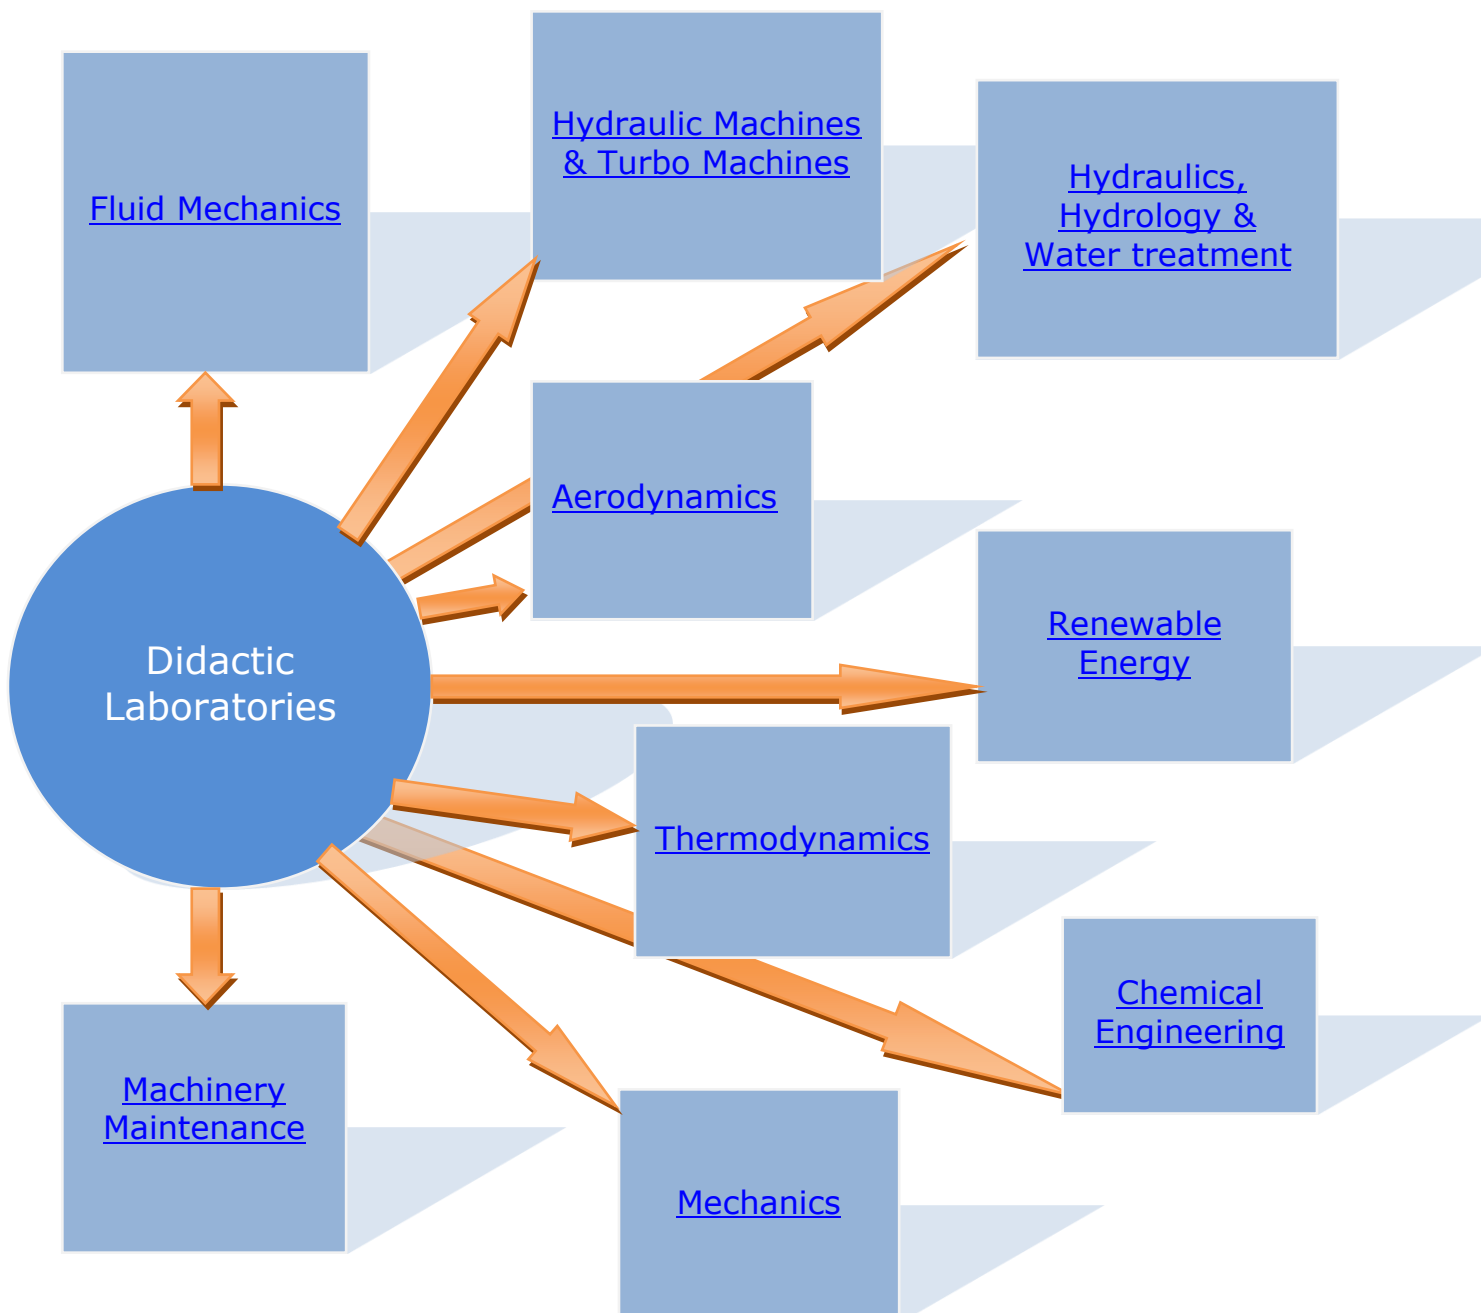 Hydraulic Machines
& Turbo Machines
Fluid Mechanics
Hydraulics,
Hydrology &
Water treatment
Aerodynamics
Renewable
Energy
Didactic
Laboratories
Thermodynamics
Chemical
Engineering
Machinery
Maintenance
Mechanics